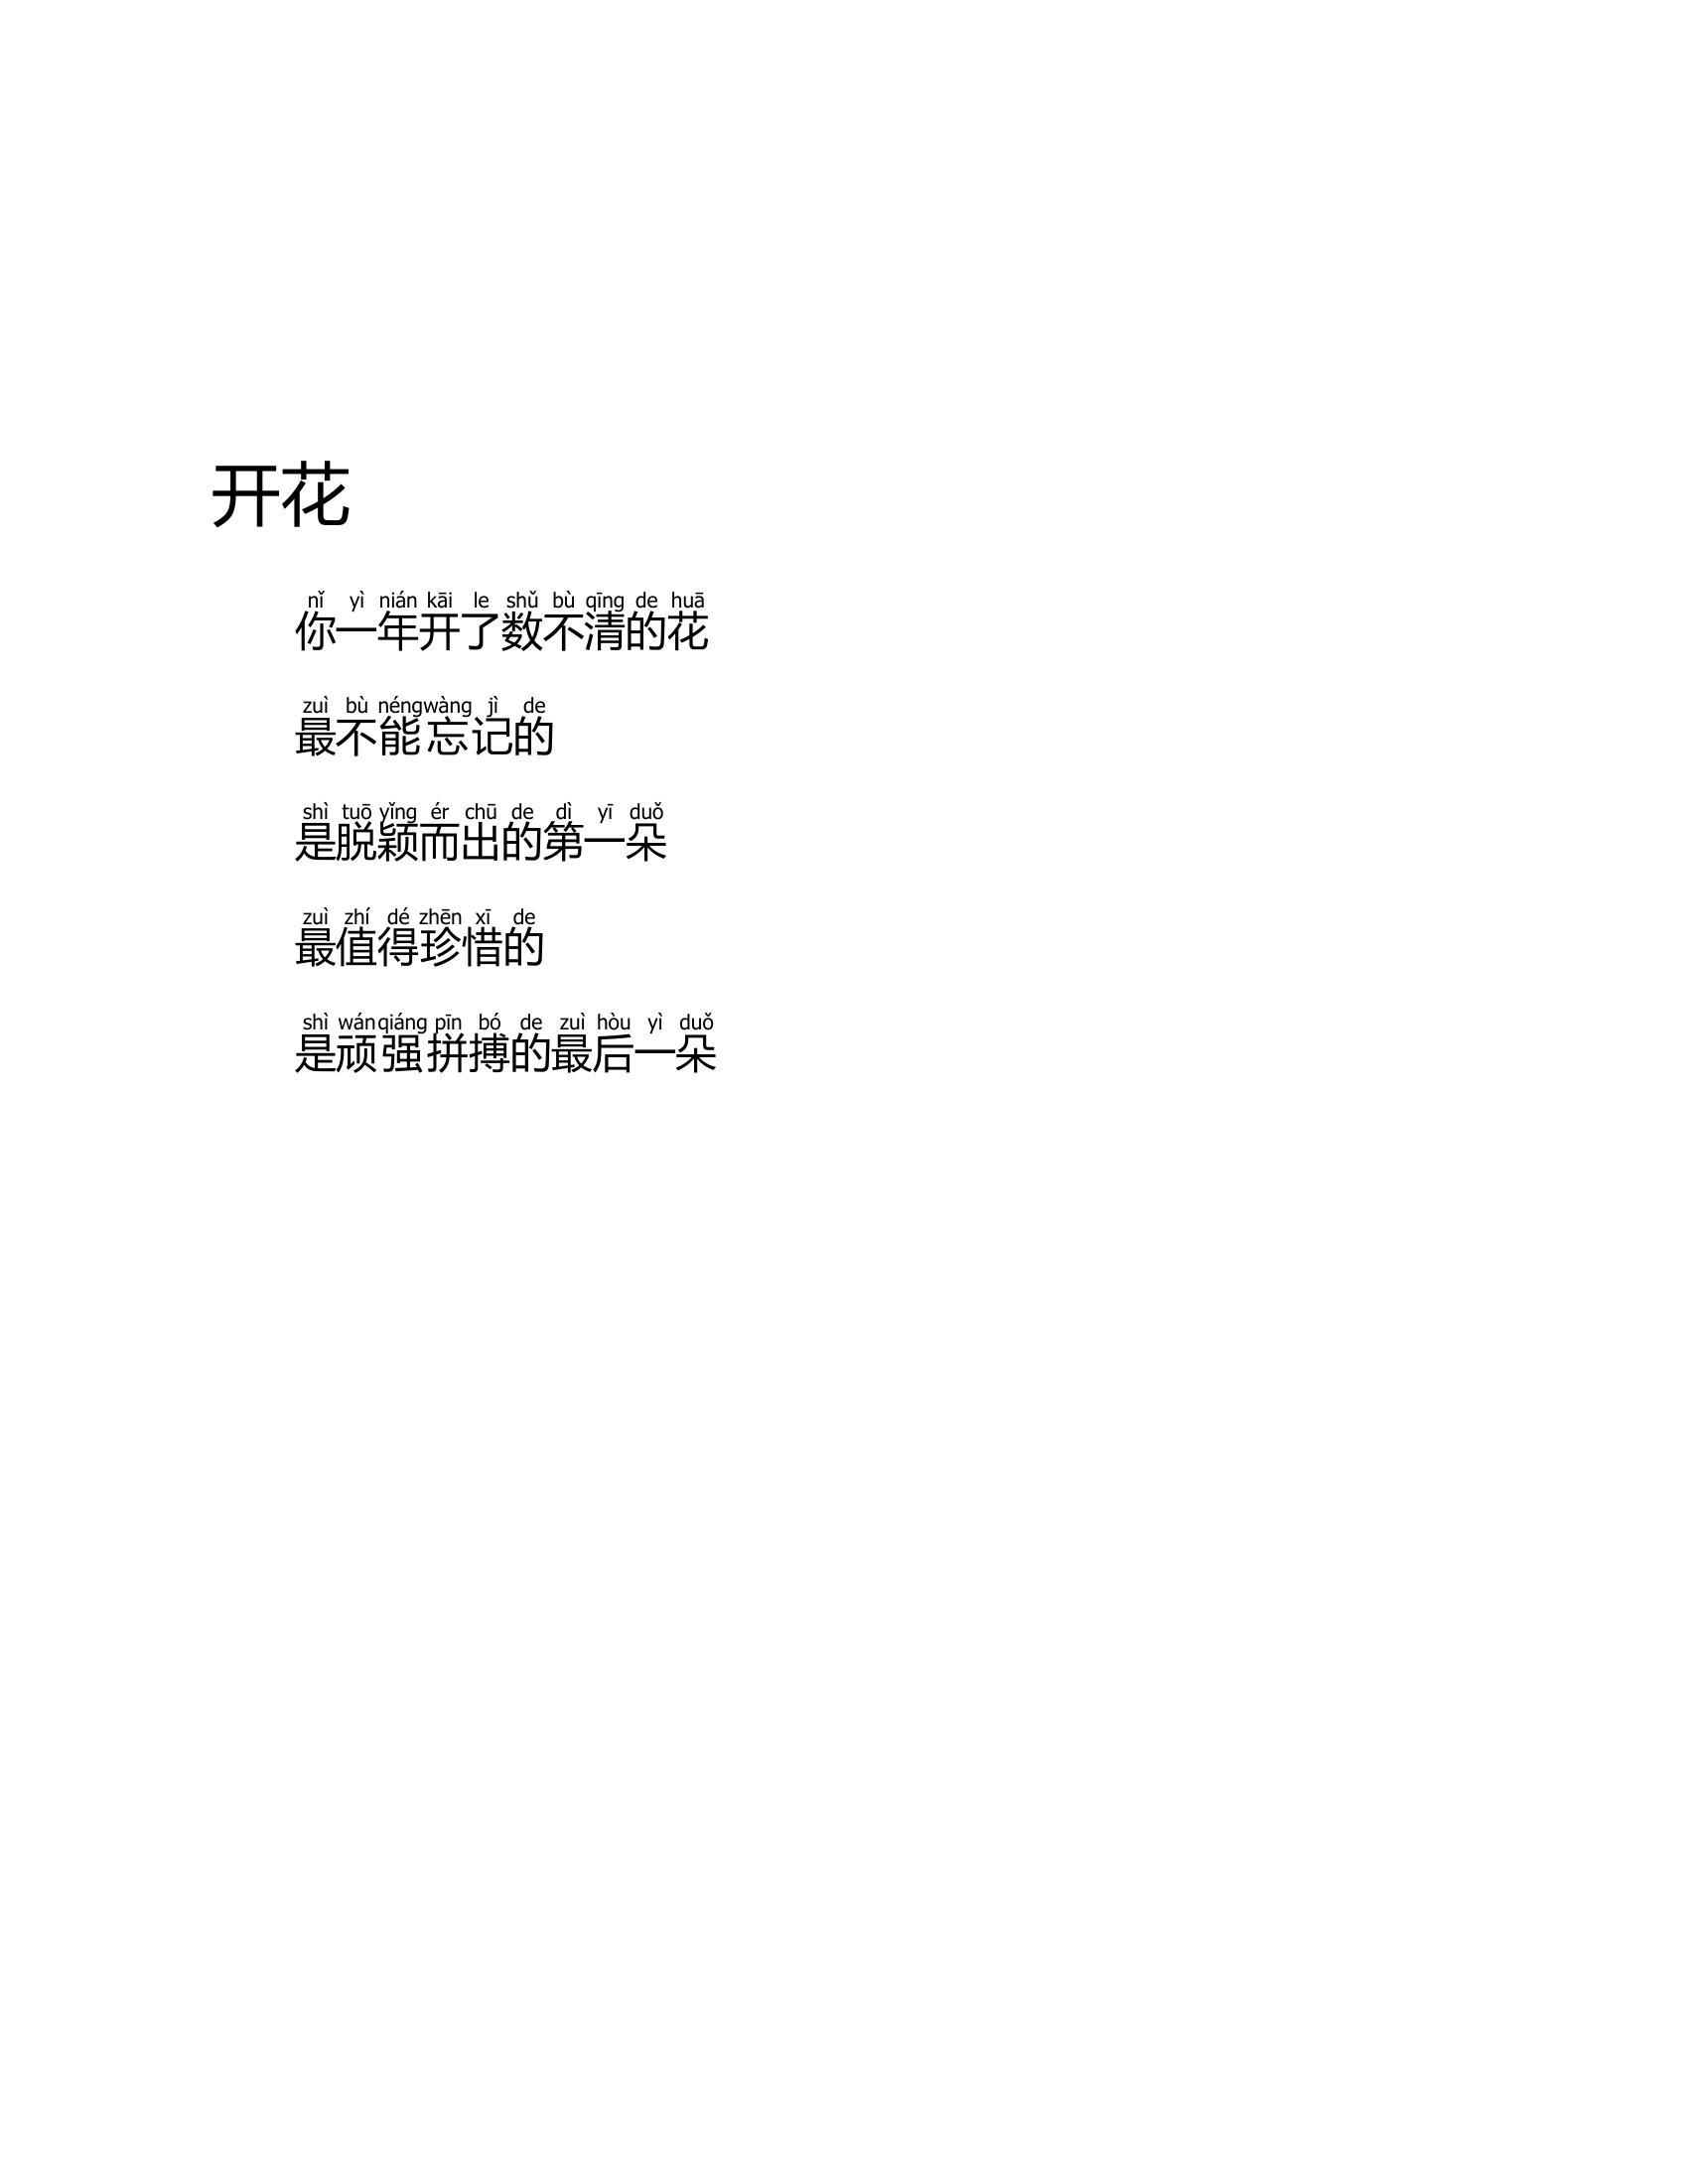 开花
nǐ yì nián kāi le shǔ bù qīng de huā
你一年开了数不清的花
zuì bù néng wàng jì de
最不能忘记的
shì tuō yǐng ér chū de dì yī duǒ
是脱颖而出的第一朵
zuì zhí dé zhēn xī de
最值得珍惜的
shì wán qiáng pīn bó de zuì hòu yì duǒ
是顽强拼搏的最后一朵